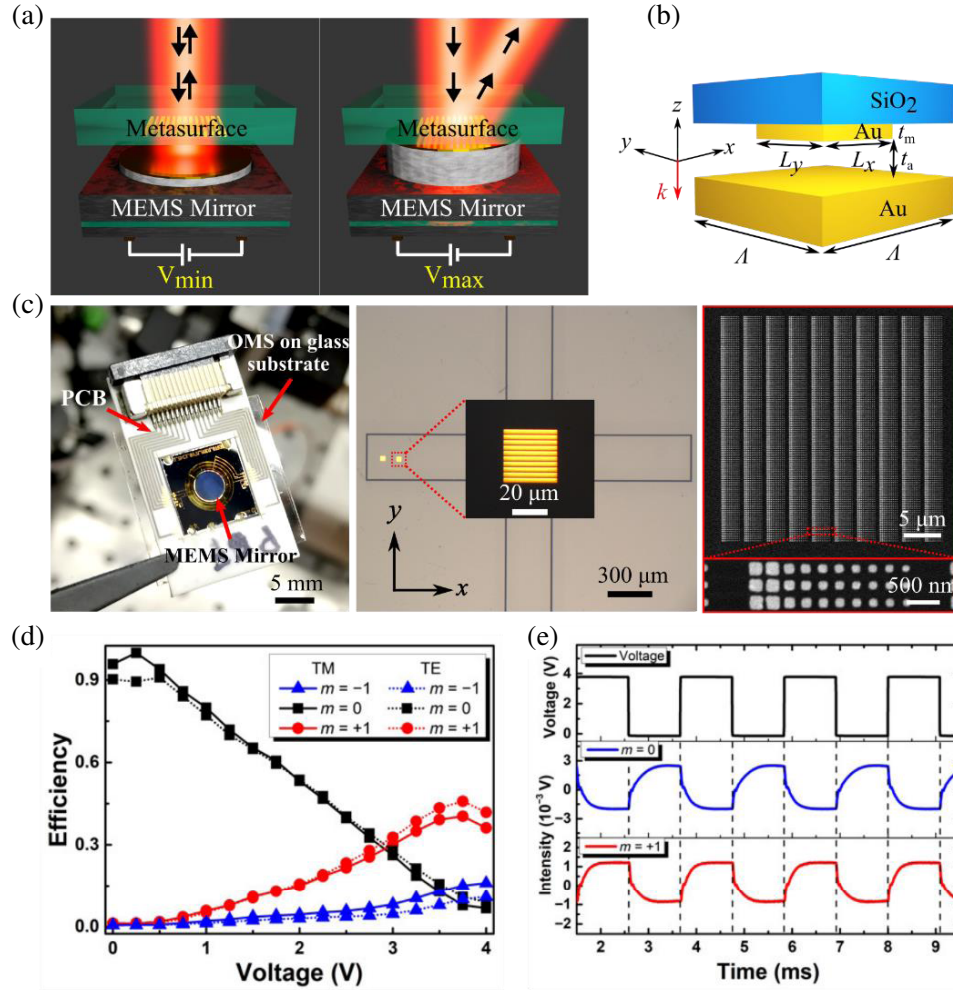 (a)
Metasurface
MEMS Mirror
Vmin
Metasurface
MEMS Mirror
Vmax
(b)
SiO2
Au
tm
z
y
x
k
Ly
Lx
ta
Au
Λ
Λ
(c)
OMS on glass
substrate
PCB
MEMS Mirror
5 mm
20 μm
y
x
300 μm
5 μm
500 nm
(d)
TM TE
m = −1 m = −1
m = 0 m = 0
m = +1 m = +1
Efficiency
0.9
0.6
0.3
0.0
0 1 2 3 4
Voltage (V)
(e)
Voltage
Voltage (V)
4
2
0
m = 0
3
0
−3
Intensity (10⁻³ V)
m = +1
2
1
0
−1
−2
2 3 4 5 6 7 8 9
Time (ms)